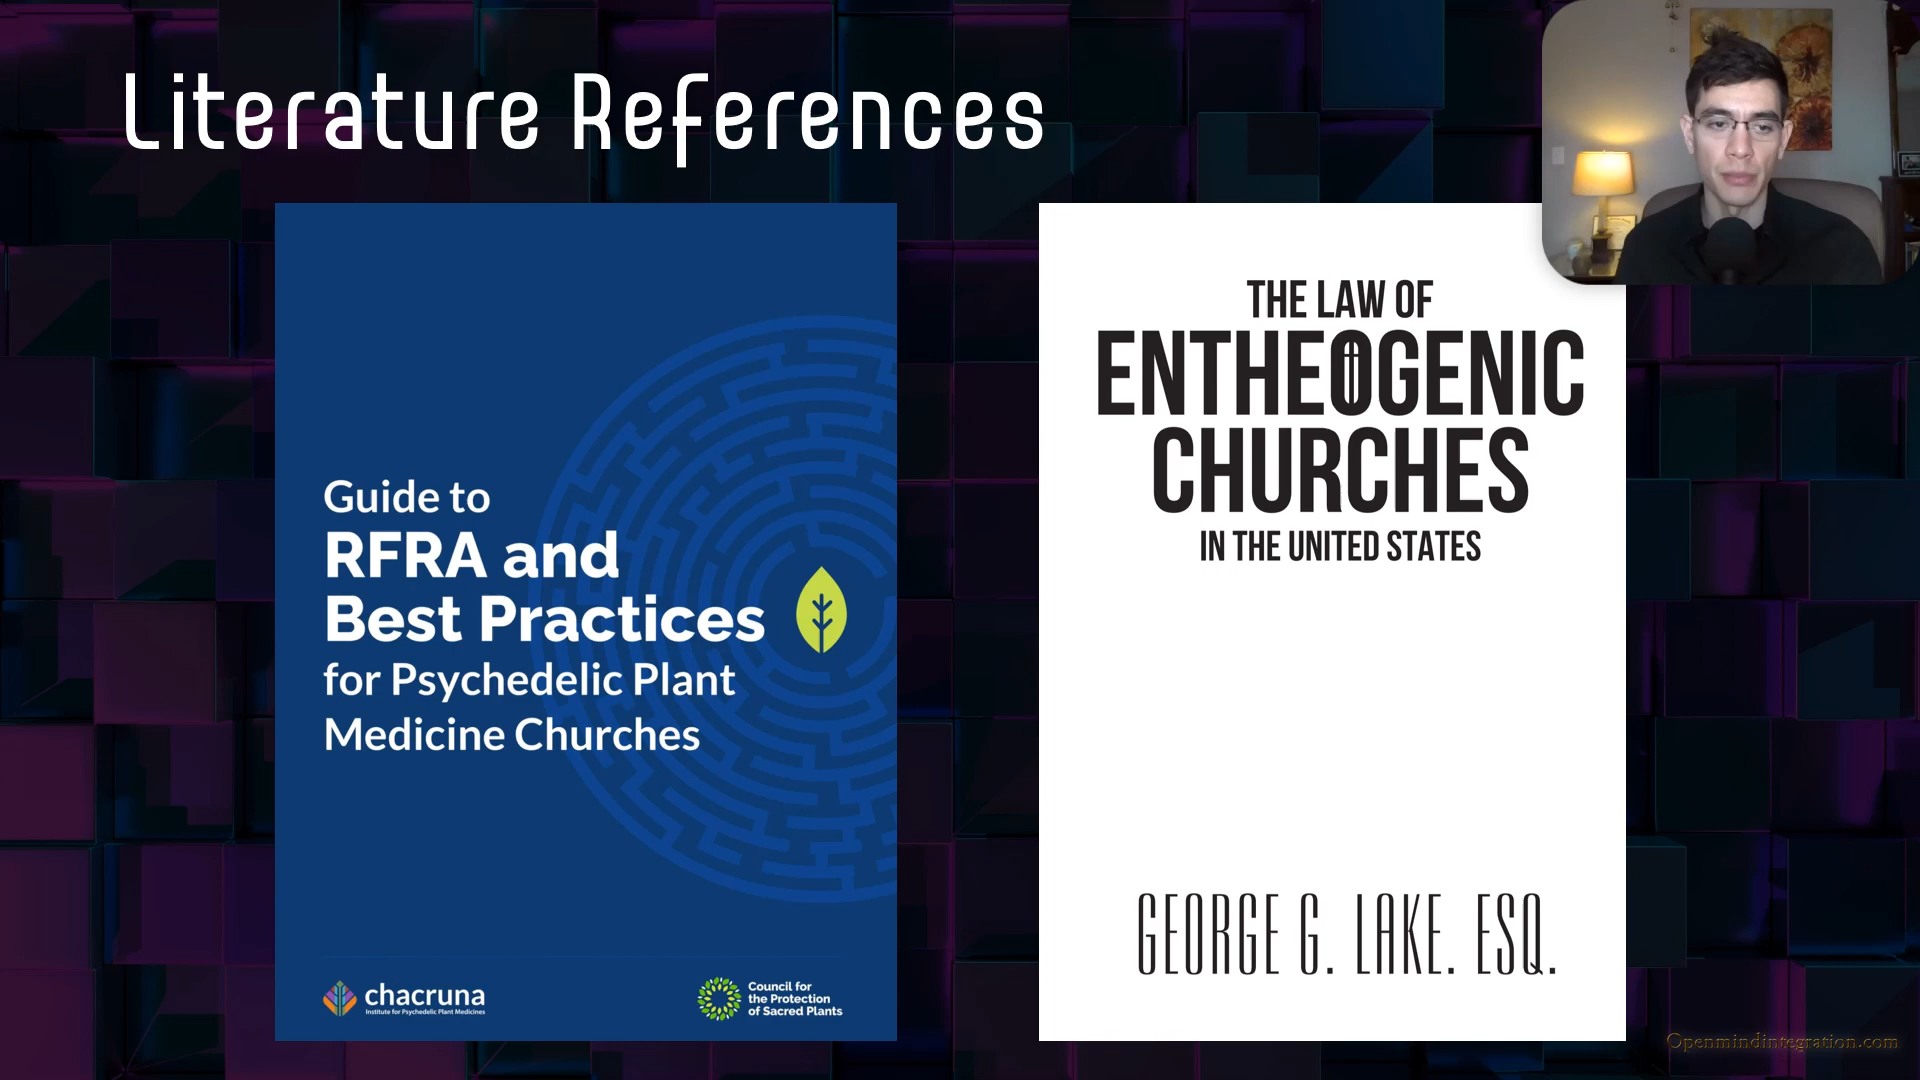 Literature References
Guide to
RFRA and
Best Practices
for Psychedelic Plant
Medicine Churches
chacruna
Institute for Psychedelic Plant Medicines
Council for
the Protection
of Sacred Plants
THE LAW OF
ENTHEOGENIC
CHURCHES
IN THE UNITED STATES
GEORGE G. LAKE. ESQ.
Openmindintegration.com